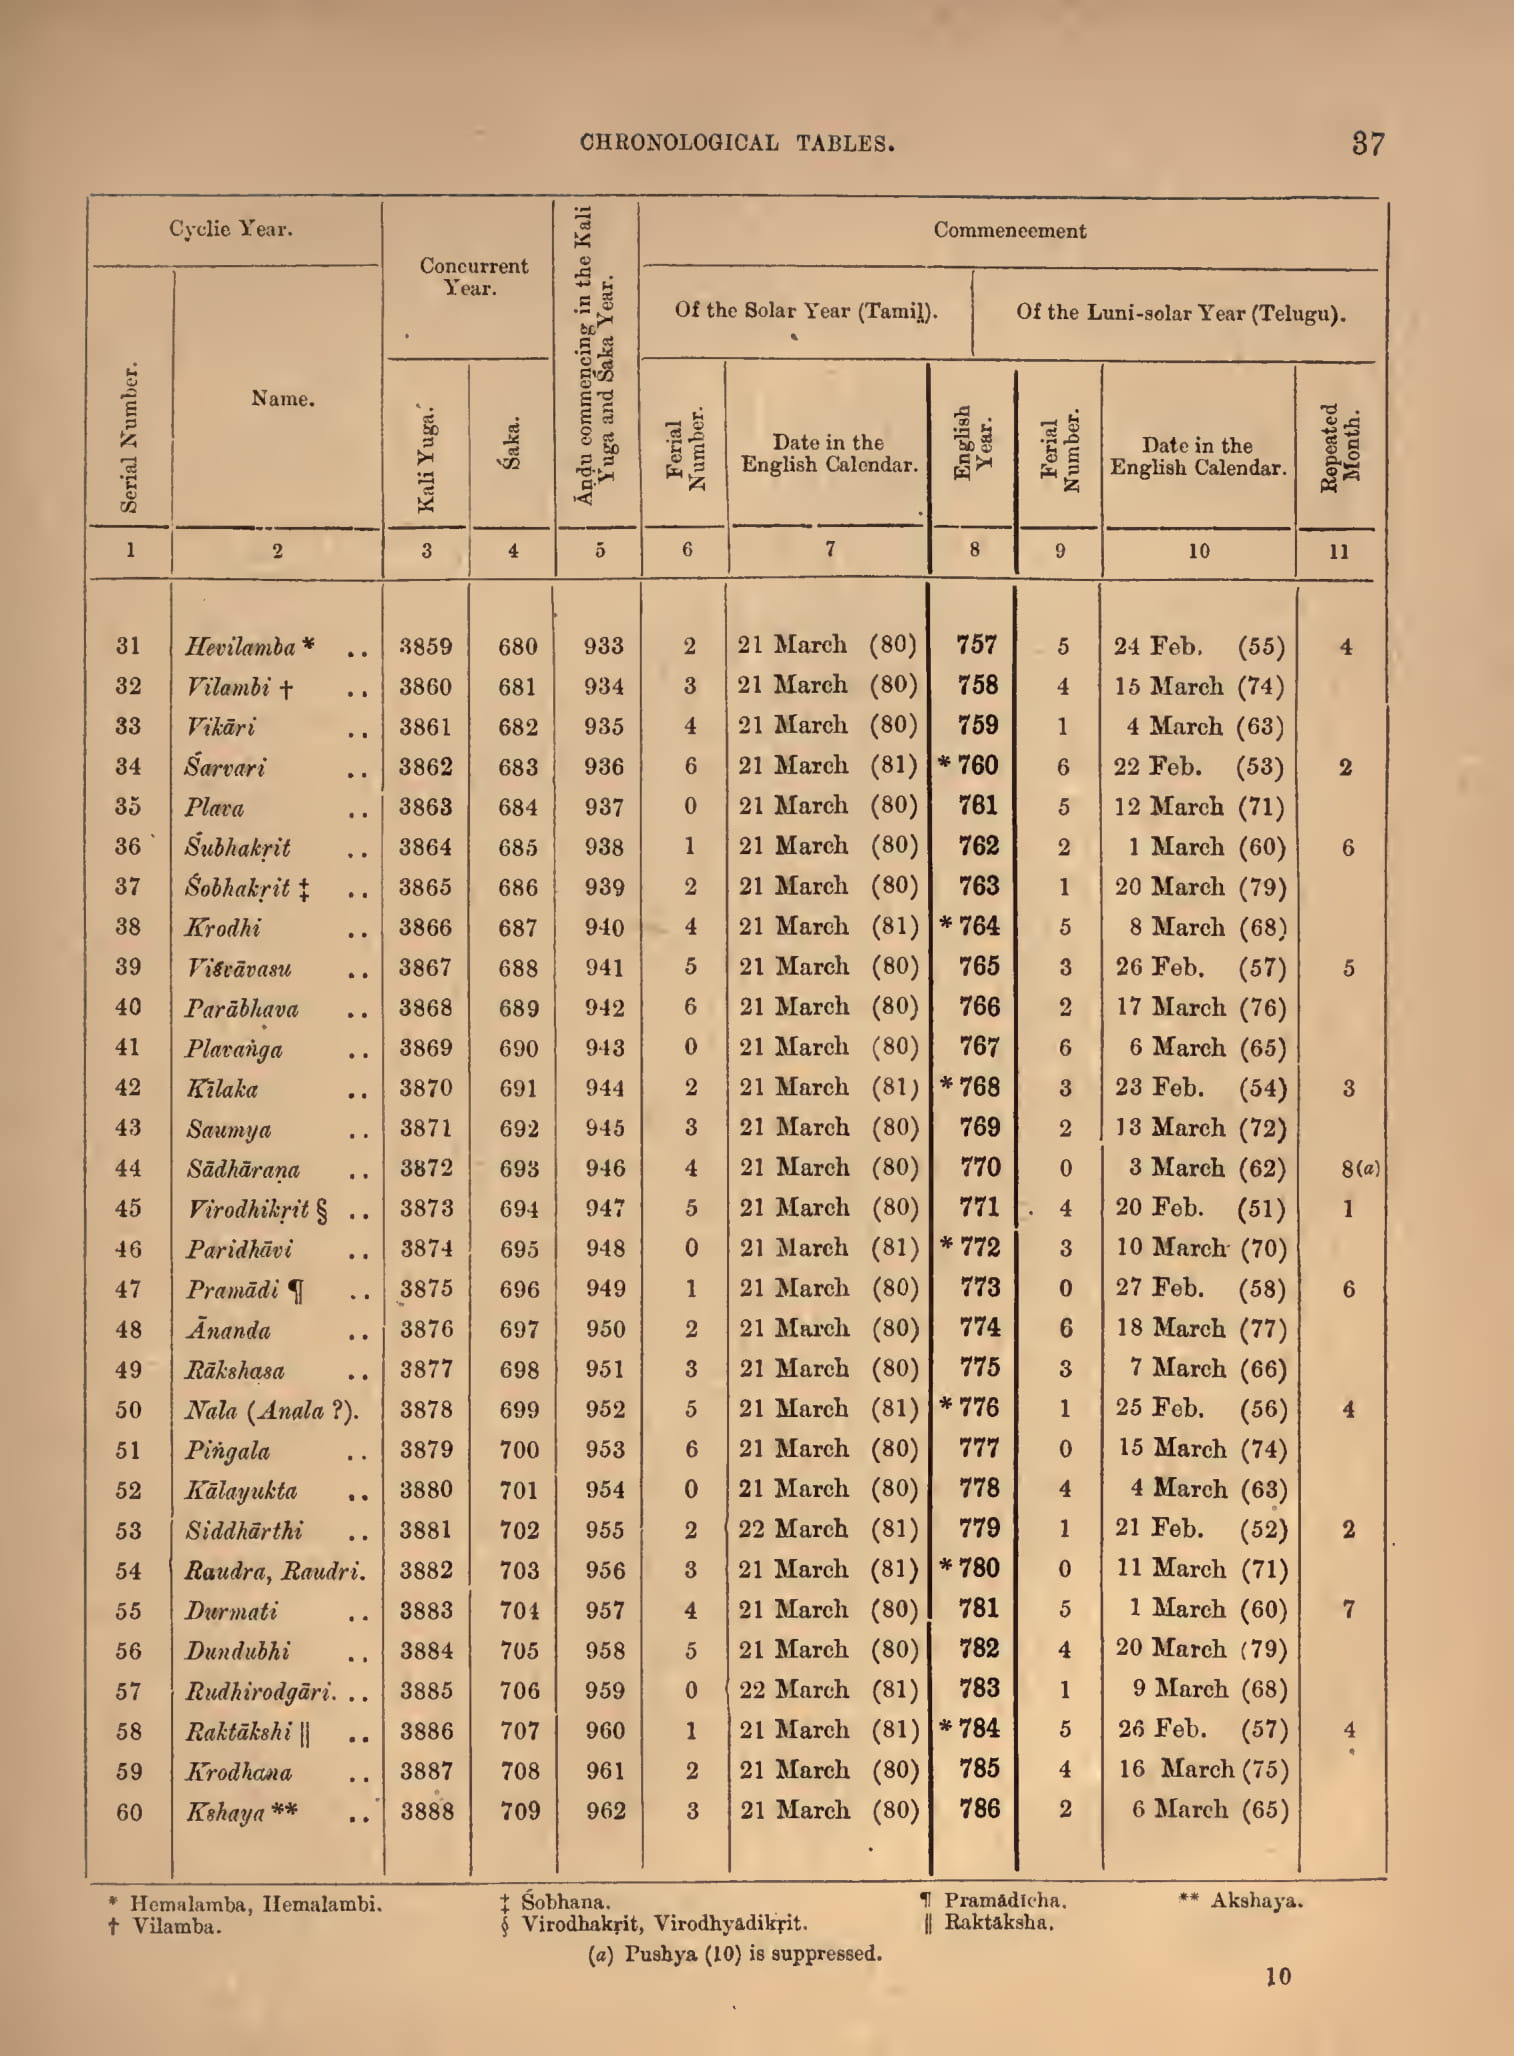 CHRONOLOGICAL TABLES. 37
Cyclic Year.
Concurrent Year.
Āṇḍu commencing in the Kali Yuga and Śaka Year.
Commencement
Of the Solar Year (Tamiḻ).
Of the Luni-solar Year (Telugu).
Serial Number.
Name.
Kali Yuga.
Śaka.
Ferial Number.
Date in the English Calendar.
English Year.
Ferial Number.
Date in the English Calendar.
Repeated Month.
1 2 3 4 5 6 7 8 9 10 11
31 Hevilamba * .. 3859 680 933 2 21 March (80) 757 5 24 Feb. (55) 4
32 Vilambi † .. 3860 681 934 3 21 March (80) 758 4 15 March (74)
33 Vikāri .. 3861 682 935 4 21 March (80) 759 1 4 March (63)
34 Śarvari .. 3862 683 936 6 21 March (81) * 760 6 22 Feb. (53) 2
35 Plava .. 3863 684 937 0 21 March (80) 761 5 12 March (71)
36 Śubhakṛit .. 3864 685 938 1 21 March (80) 762 2 1 March (60) 6
37 Śobhakṛit ‡ .. 3865 686 939 2 21 March (80) 763 1 20 March (79)
38 Krodhi .. 3866 687 940 4 21 March (81) * 764 5 8 March (68)
39 Viśvāvasu .. 3867 688 941 5 21 March (80) 765 3 26 Feb. (57) 5
40 Parābhava .. 3868 689 942 6 21 March (80) 766 2 17 March (76)
41 Plavaṅga .. 3869 690 943 0 21 March (80) 767 6 6 March (65)
42 Kīlaka .. 3870 691 944 2 21 March (81) * 768 3 23 Feb. (54) 3
43 Saumya .. 3871 692 945 3 21 March (80) 769 2 13 March (72)
44 Sādhāraṇa .. 3872 693 946 4 21 March (80) 770 0 3 March (62) 8(a)
45 Virodhikṛit § .. 3873 694 947 5 21 March (80) 771 4 20 Feb. (51) 1
46 Paridhāvi .. 3874 695 948 0 21 March (81) * 772 3 10 March (70)
47 Pramādi ¶ .. 3875 696 949 1 21 March (80) 773 0 27 Feb. (58) 6
48 Ānanda .. 3876 697 950 2 21 March (80) 774 6 18 March (77)
49 Rākshasa .. 3877 698 951 3 21 March (80) 775 3 7 March (66)
50 Nala (Anala ?). 3878 699 952 5 21 March (81) * 776 1 25 Feb. (56) 4
51 Piṅgala .. 3879 700 953 6 21 March (80) 777 0 15 March (74)
52 Kālayukta .. 3880 701 954 0 21 March (80) 778 4 4 March (63)
53 Siddhārthi .. 3881 702 955 2 22 March (81) 779 1 21 Feb. (52) 2
54 Raudra, Raudri. 3882 703 956 3 21 March (81) * 780 0 11 March (71)
55 Durmati .. 3883 704 957 4 21 March (80) 781 5 1 March (60) 7
56 Dundubhi .. 3884 705 958 5 21 March (80) 782 4 20 March (79)
57 Rudhirodgāri. .. 3885 706 959 0 22 March (81) 783 1 9 March (68)
58 Raktākshi || .. 3886 707 960 1 21 March (81) * 784 5 26 Feb. (57) 4
59 Krodhana .. 3887 708 961 2 21 March (80) 785 4 16 March (75)
60 Kshaya ** .. 3888 709 962 3 21 March (80) 786 2 6 March (65)
* Hemalamba, Hemalambi. ‡ Śobhana. ¶ Pramādīcha. ** Akshaya.
† Vilamba. § Virodhakṛit, Virodhyādikṛit. || Raktāksha.
(a) Pushya (10) is suppressed.
10